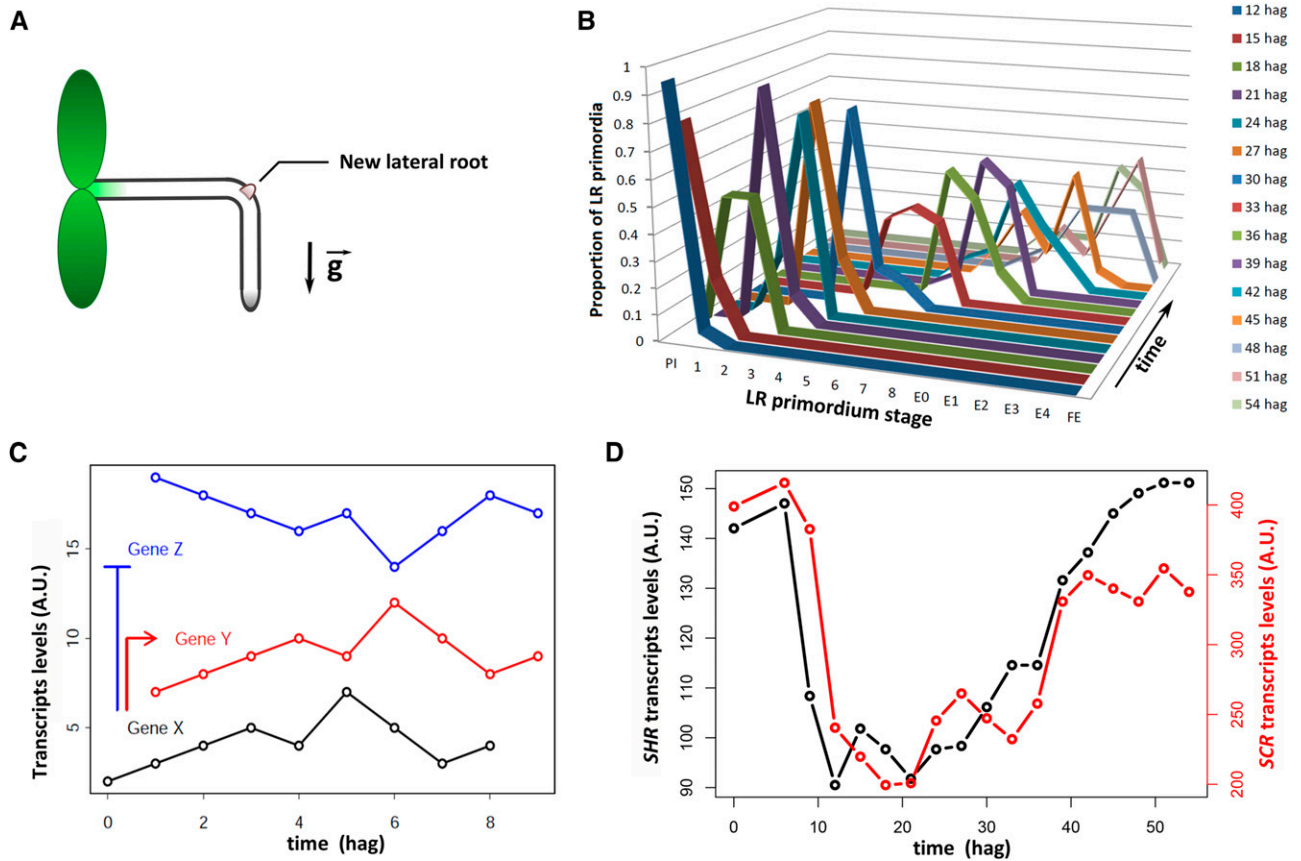 A
New lateral root
g
B
Proportion of LR primordia
1
0.9
0.8
0.7
0.6
0.5
0.4
0.3
0.2
0.1
0
PI 1 2 3 4 5 6 7 8 E0 E1 E2 E3 E4 FE
LR primordium stage
time
12 hag
15 hag
18 hag
21 hag
24 hag
27 hag
30 hag
33 hag
36 hag
39 hag
42 hag
45 hag
48 hag
51 hag
54 hag
C
Transcripts levels (A.U.)
15
10
5
Gene Z
Gene Y
Gene X
0 2 4 6 8
time (hag)
D
SHR transcripts levels (A.U.)
150
140
130
120
110
100
90
400
350
300
250
200
SCR transcripts levels (A.U.)
0 10 20 30 40 50
time (hag)